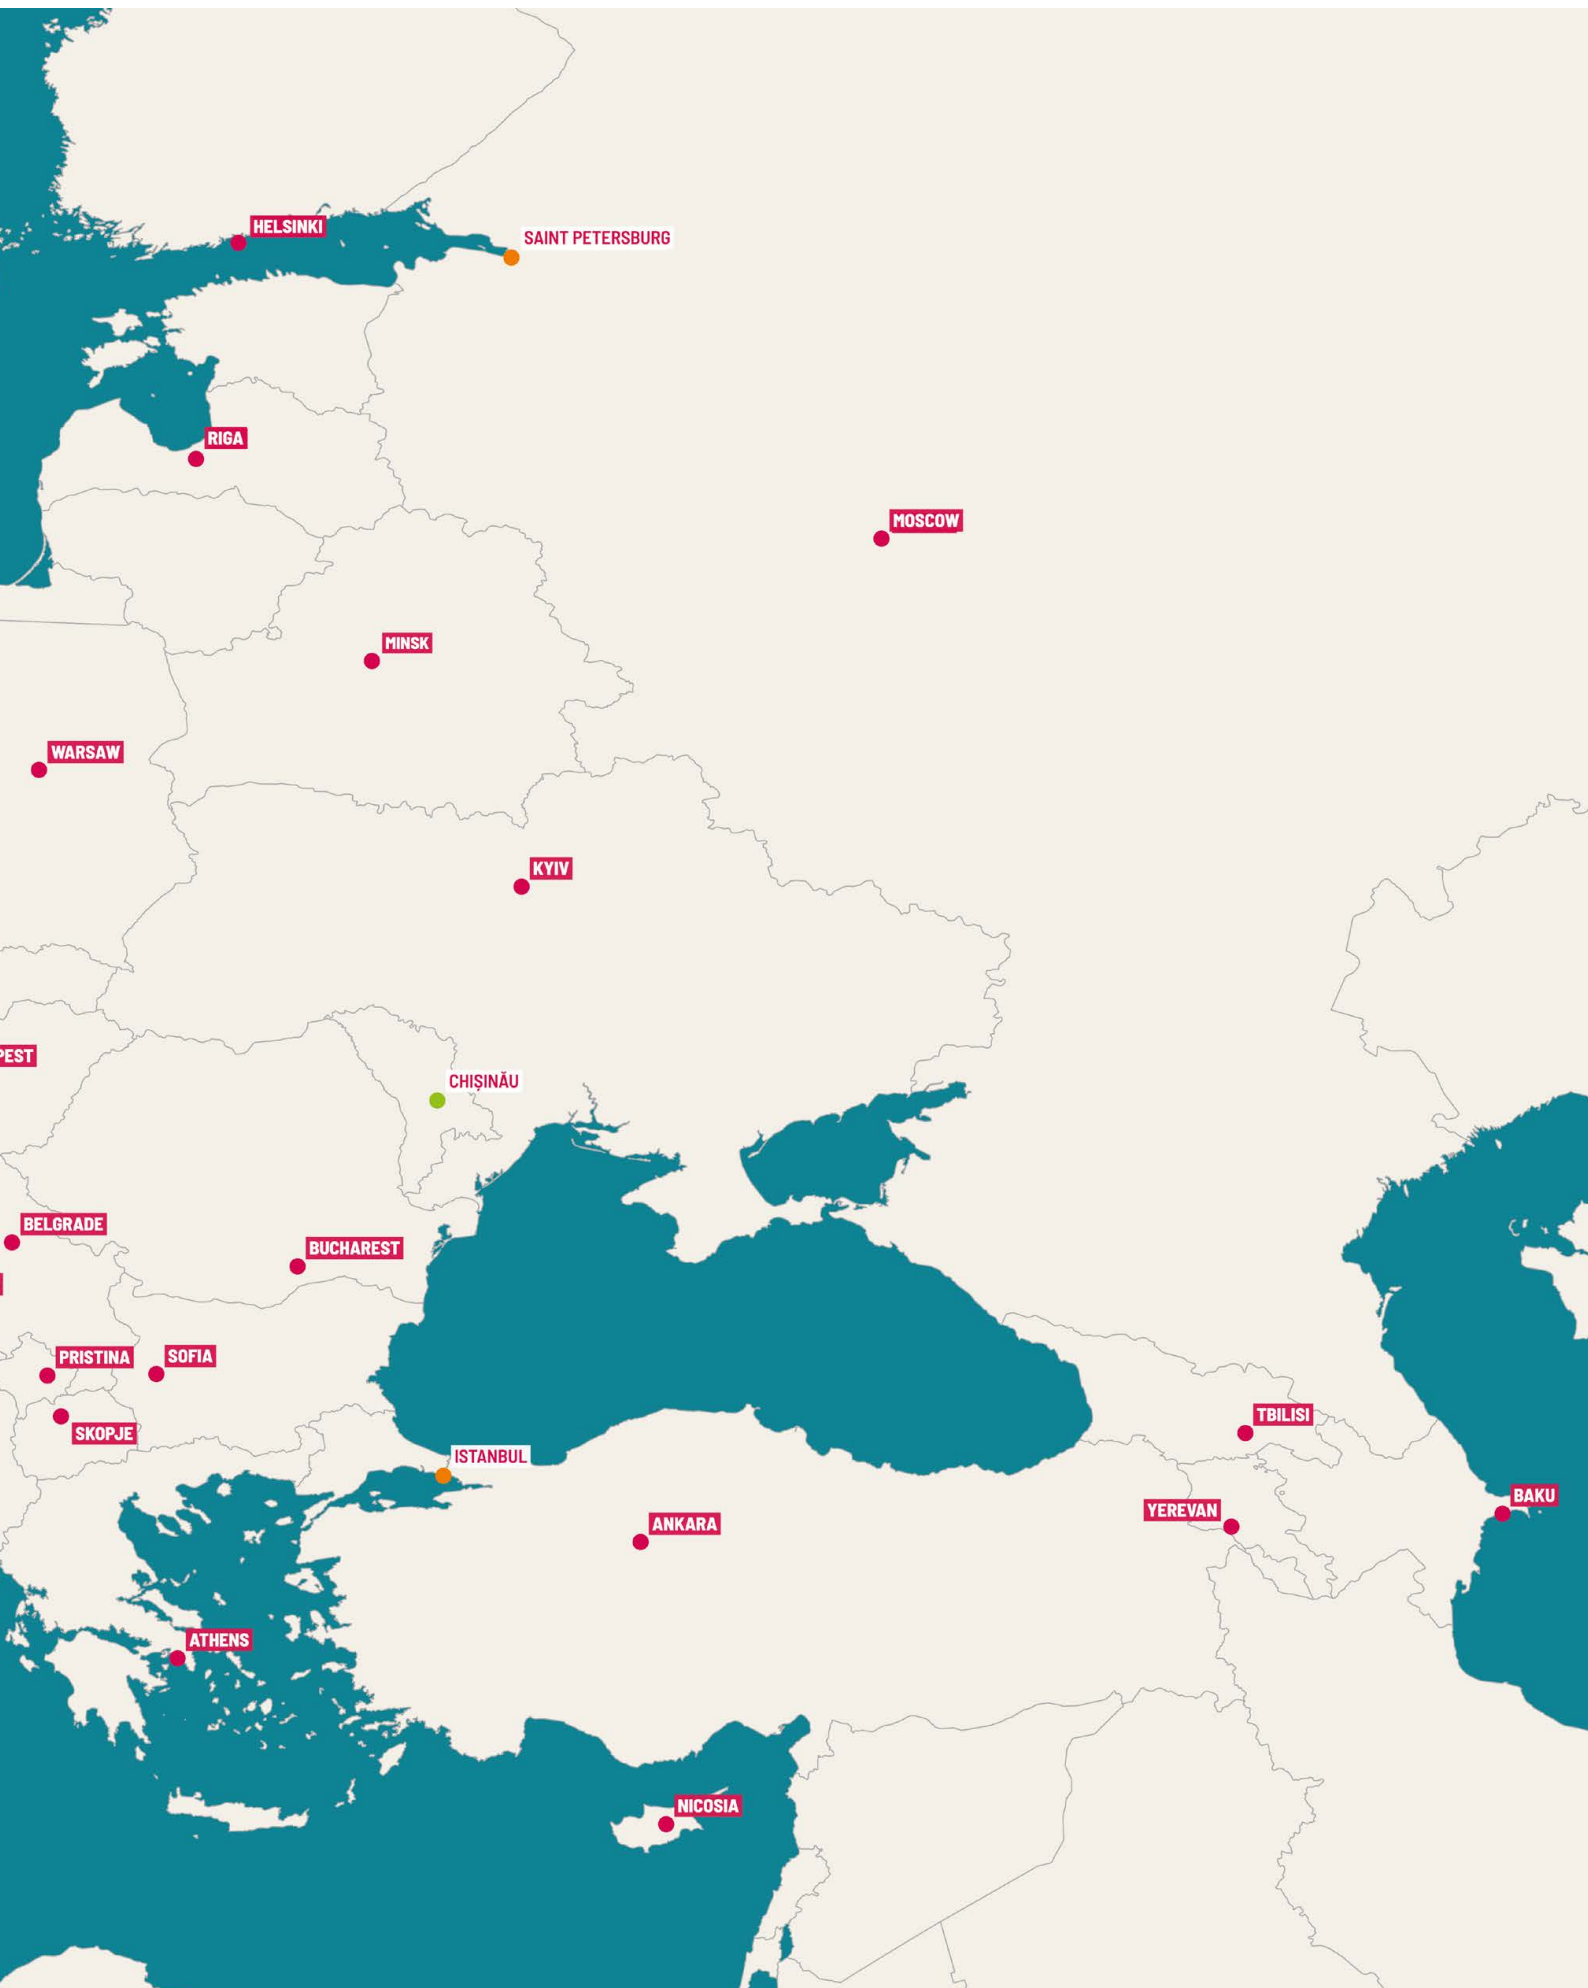 HELSINKI
SAINT PETERSBURG
RIGA
MOSCOW
MINSK
WARSAW
KYIV
PEST
CHIȘINĂU
BELGRADE
BUCHAREST
PRISTINA
SOFIA
SKOPJE
TBILISI
ISTANBUL
BAKU
YEREVAN
ANKARA
ATHENS
NICOSIA